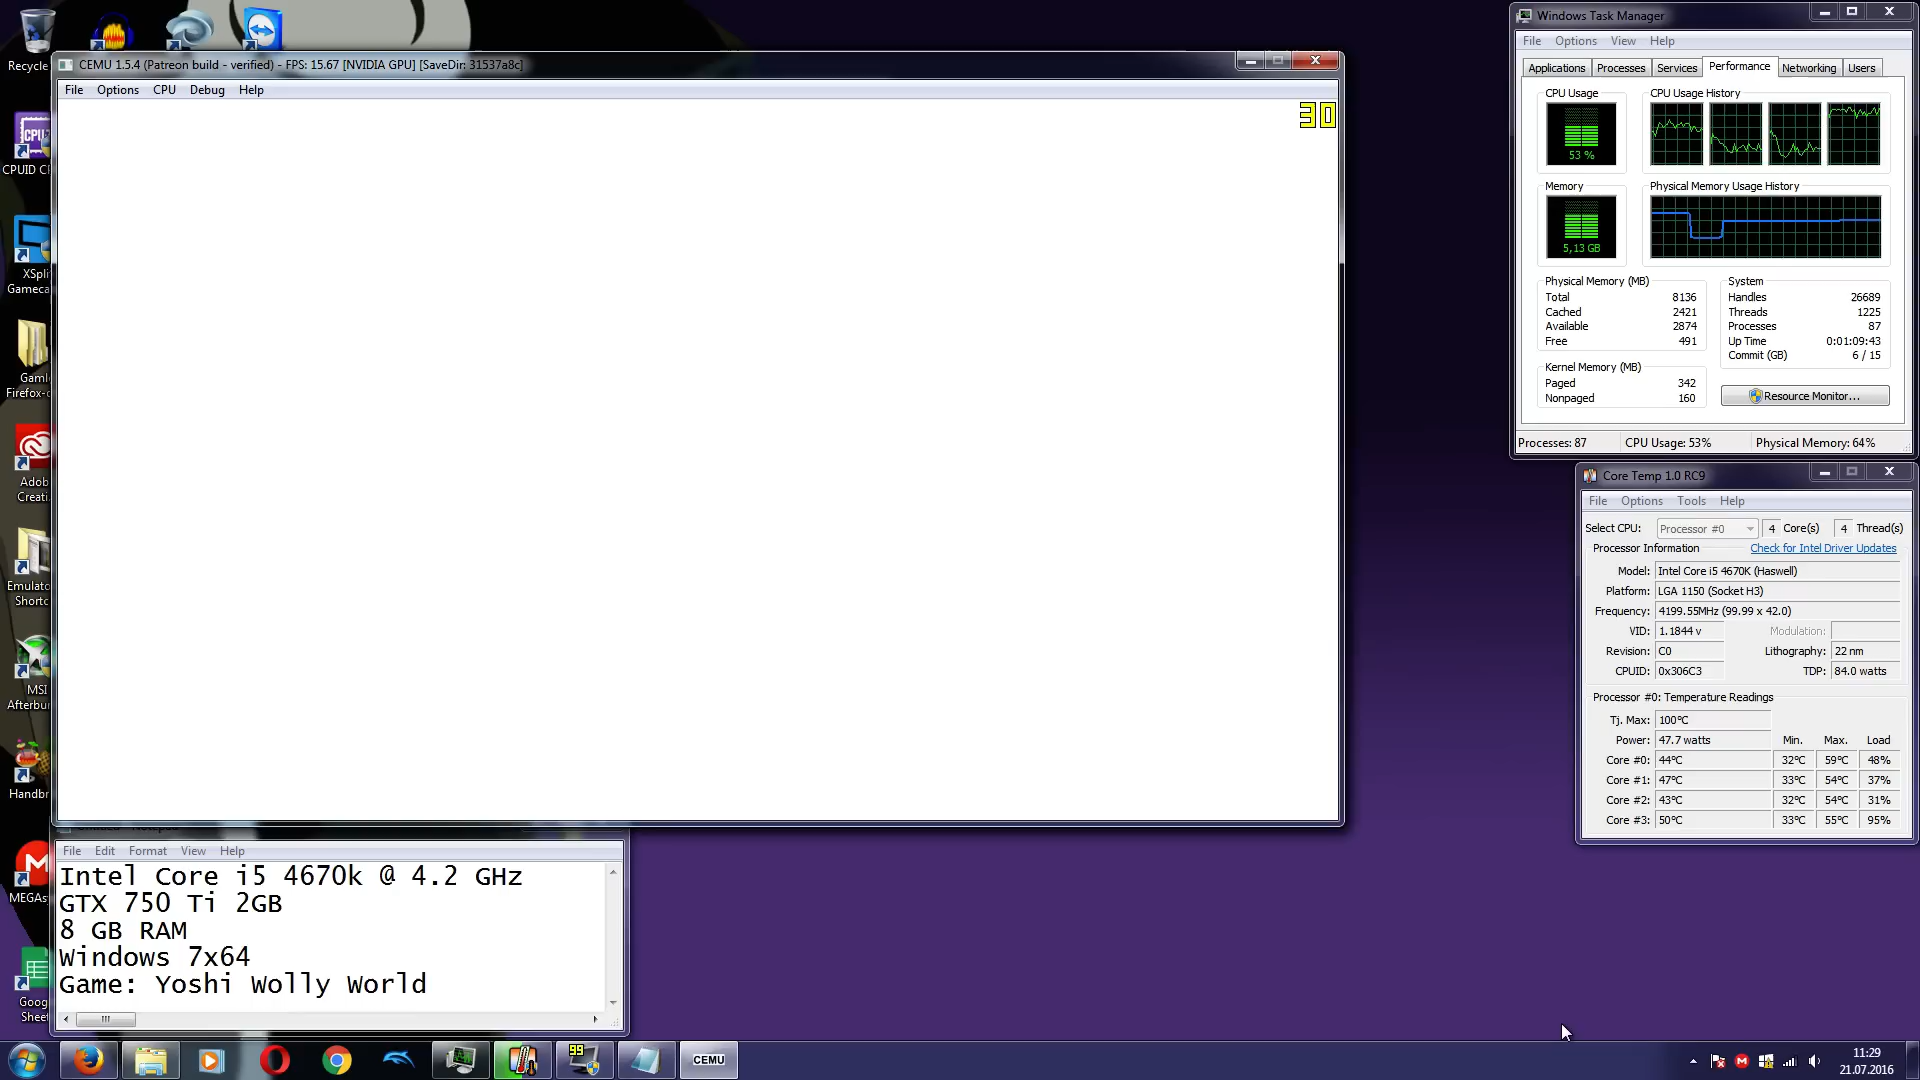 Recycle
CPUID CP
XSpli
Gameca
Gaml
Firefox-d
Adob
Creati.
Emulato
Shortc
MSI
Afterbur
Handbr
MEGAs
Goog
Shee
CEMU 1.5.4 (Patreon build - verified) - FPS: 15.67 [NVIDIA GPU] [SaveDir: 31537a8c]
File Options CPU Debug Help
30
File Edit Format View Help
Intel Core i5 4670k @ 4.2 GHz
GTX 750 Ti 2GB
8 GB RAM
Windows 7x64
Game: Yoshi Wolly World
Windows Task Manager
File Options View Help
Applications Processes Services Performance Networking Users
CPU Usage CPU Usage History
53 %
Memory Physical Memory Usage History
5,13 GB
Physical Memory (MB)
Total 8136
Cached 2421
Available 2874
Free 491
Kernel Memory (MB)
Paged 342
Nonpaged 160
System
Handles 26689
Threads 1225
Processes 87
Up Time 0:01:09:43
Commit (GB) 6 / 15
Resource Monitor...
Processes: 87 CPU Usage: 53% Physical Memory: 64%
Core Temp 1.0 RC9
File Options Tools Help
Select CPU: Processor #0 4 Core(s) 4 Thread(s)
Processor Information Check for Intel Driver Updates
Model: Intel Core i5 4670K (Haswell)
Platform: LGA 1150 (Socket H3)
Frequency: 4199.55MHz (99.99 x 42.0)
VID: 1.1844 v Modulation:
Revision: C0 Lithography: 22 nm
CPUID: 0x306C3 TDP: 84.0 watts
Processor #0: Temperature Readings
Tj. Max: 100°C
Power: 47.7 watts Min. Max. Load
Core #0: 44°C 32°C 59°C 48%
Core #1: 47°C 33°C 54°C 37%
Core #2: 43°C 32°C 54°C 31%
Core #3: 50°C 33°C 55°C 95%
99
CEMU
11:29
21.07.2016